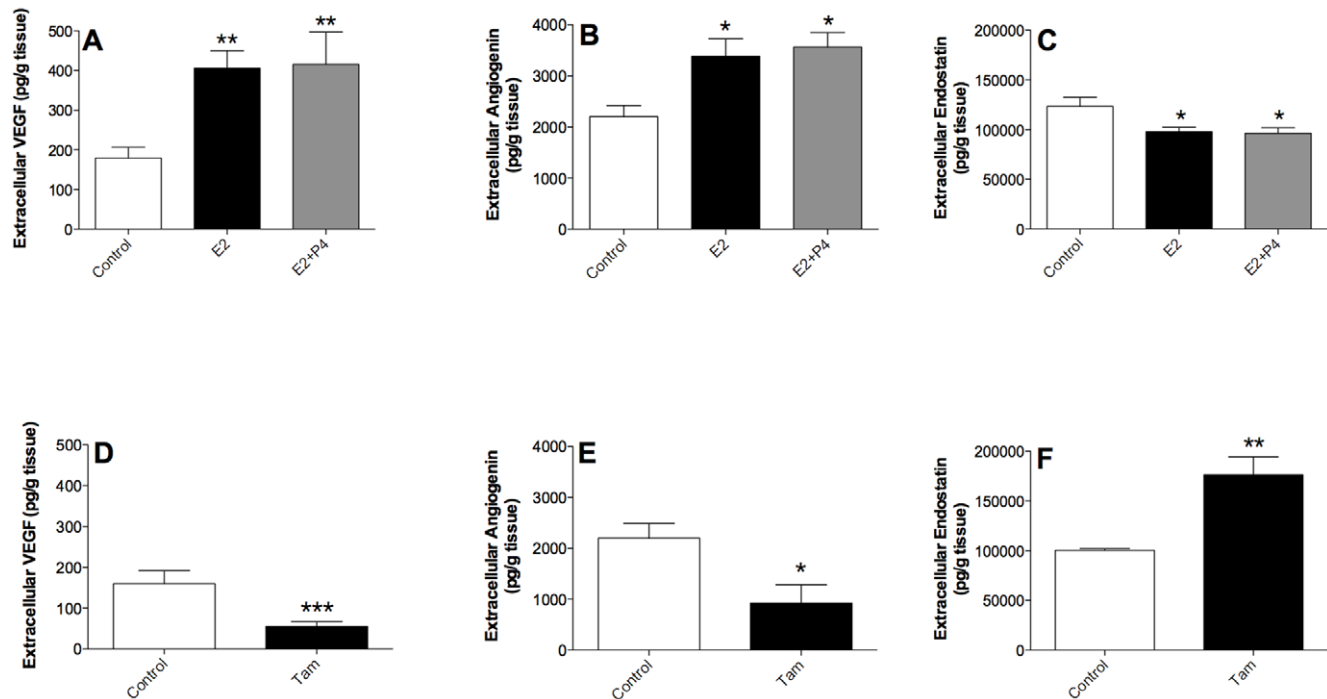 A
Extracellular VEGF (pg/g tissue)
500
400
300
200
100
0
**
**
Control
E2
E2+P4
B
Extracellular Angiogenin
(pg/g tissue)
4000
3000
2000
1000
0
*
*
Control
E2
E2+P4
C
Extracellular Endostatin
(pg/g tissue)
200000
150000
100000
50000
0
*
*
Control
E2
E2+P4
D
Extracellular VEGF (pg/g tissue)
500
400
300
200
100
0
***
Control
Tam
E
Extracellular Angiogenin
(pg/g tissue)
4000
3000
2000
1000
0
*
Control
Tam
F
Extracellular Endostatin
(pg/g tissue)
200000
150000
100000
50000
0
**
Control
Tam